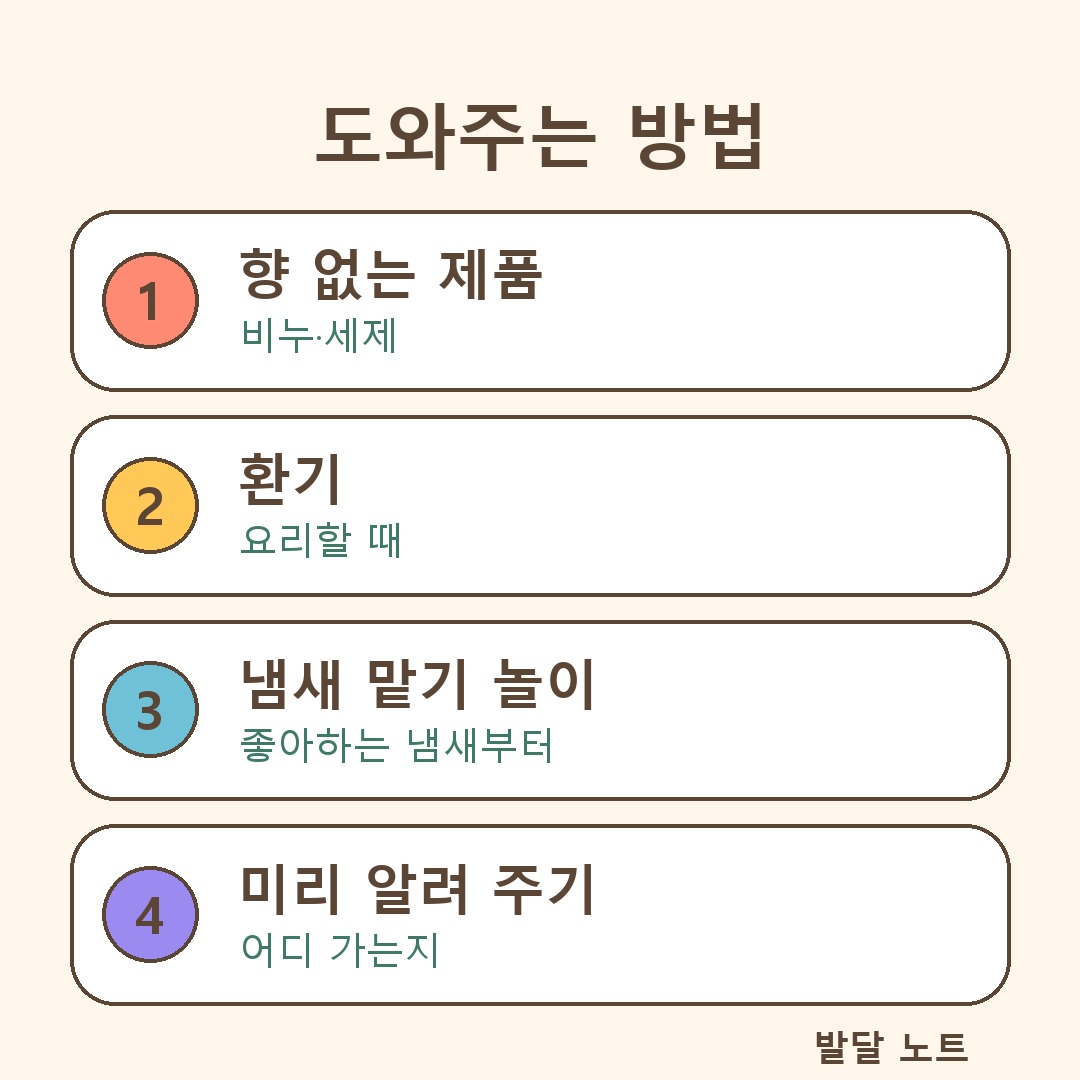 도와주는 방법
1
향 없는 제품
비누·세제
2
환기
요리할 때
3
냄새 맡기 놀이
좋아하는 냄새부터
4
미리 알려 주기
어디 가는지
발달 노트